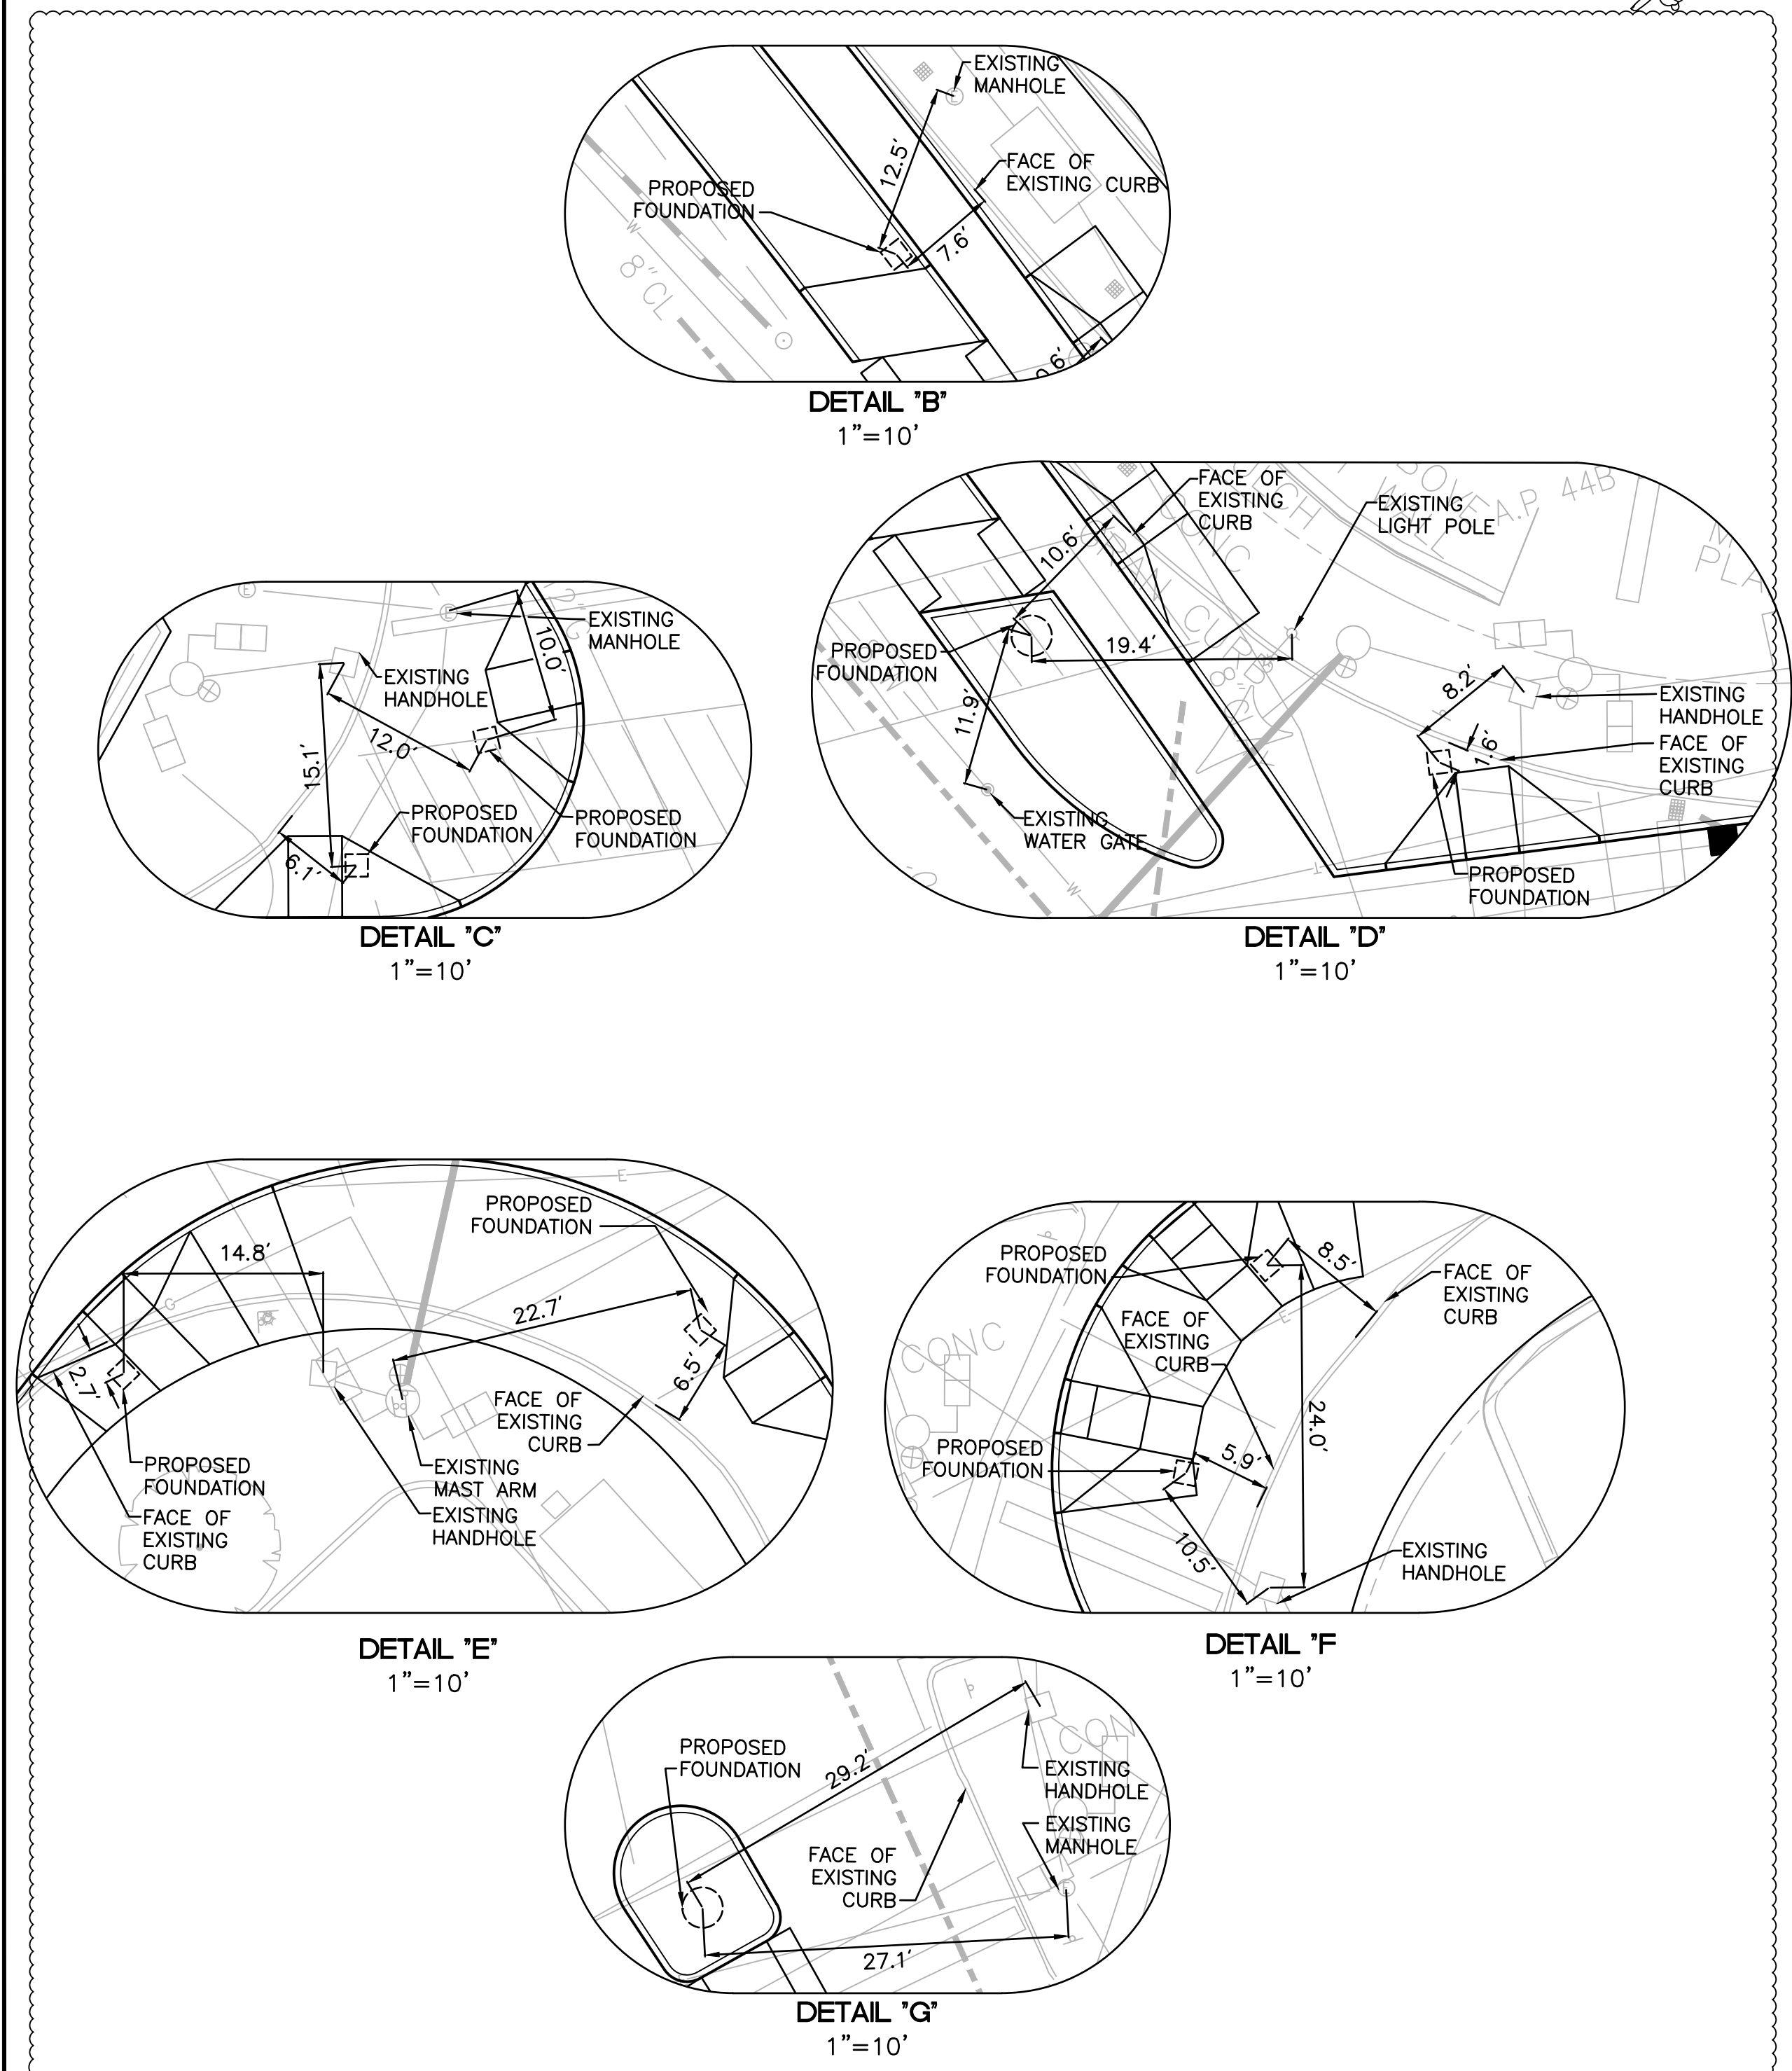 EXISTING
MANHOLE
12.5'
FACE OF
EXISTING CURB
PROPOSED
FOUNDATION
7.6'
W
8"CL
0.6'
E
DETAIL "B"
1"=10'
E
E
EXISTING
MANHOLE
10.0'
EXISTING
HANDHOLE
12.0'
15.1'
PROPOSED
FOUNDATION
PROPOSED
FOUNDATION
6.1'
DETAIL "C"
1"=10'
FACE OF
EXISTING
CURB
EXISTING
LIGHT POLE
A.P 44B
10.6'
CONC
CURB
PROPOSED
FOUNDATION
19.4'
11.9'
8.2'
EXISTING
HANDHOLE
1.6'
FACE OF
EXISTING
CURB
EXISTING
WATER GATE
W
PROPOSED
FOUNDATION
DETAIL "D"
1"=10'
E
PROPOSED
FOUNDATION
14.8'
G
22.7'
2.7'
6.5'
FACE OF
EXISTING
CURB
PROPOSED
FOUNDATION
EXISTING
MAST ARM
FACE OF
EXISTING
CURB
EXISTING
HANDHOLE
DETAIL "E"
1"=10'
PROPOSED
FOUNDATION
8.5'
FACE OF
EXISTING
CURB
E
FACE OF
EXISTING
CURB
CONC
24.0'
PROPOSED
FOUNDATION
5.9'
10.5'
EXISTING
HANDHOLE
DETAIL "F
1"=10'
PROPOSED
FOUNDATION
29.2'
CON
EXISTING
HANDHOLE
EXISTING
MANHOLE
FACE OF
EXISTING
CURB
E
27.1'
DETAIL "G"
1"=10'